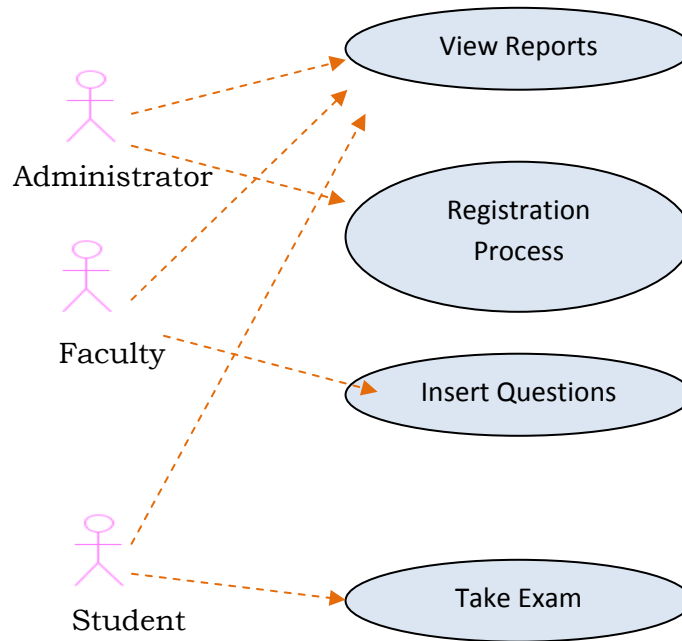 View Reports
Administrator
Registration
Process
Faculty
Insert Questions
Student
Take Exam